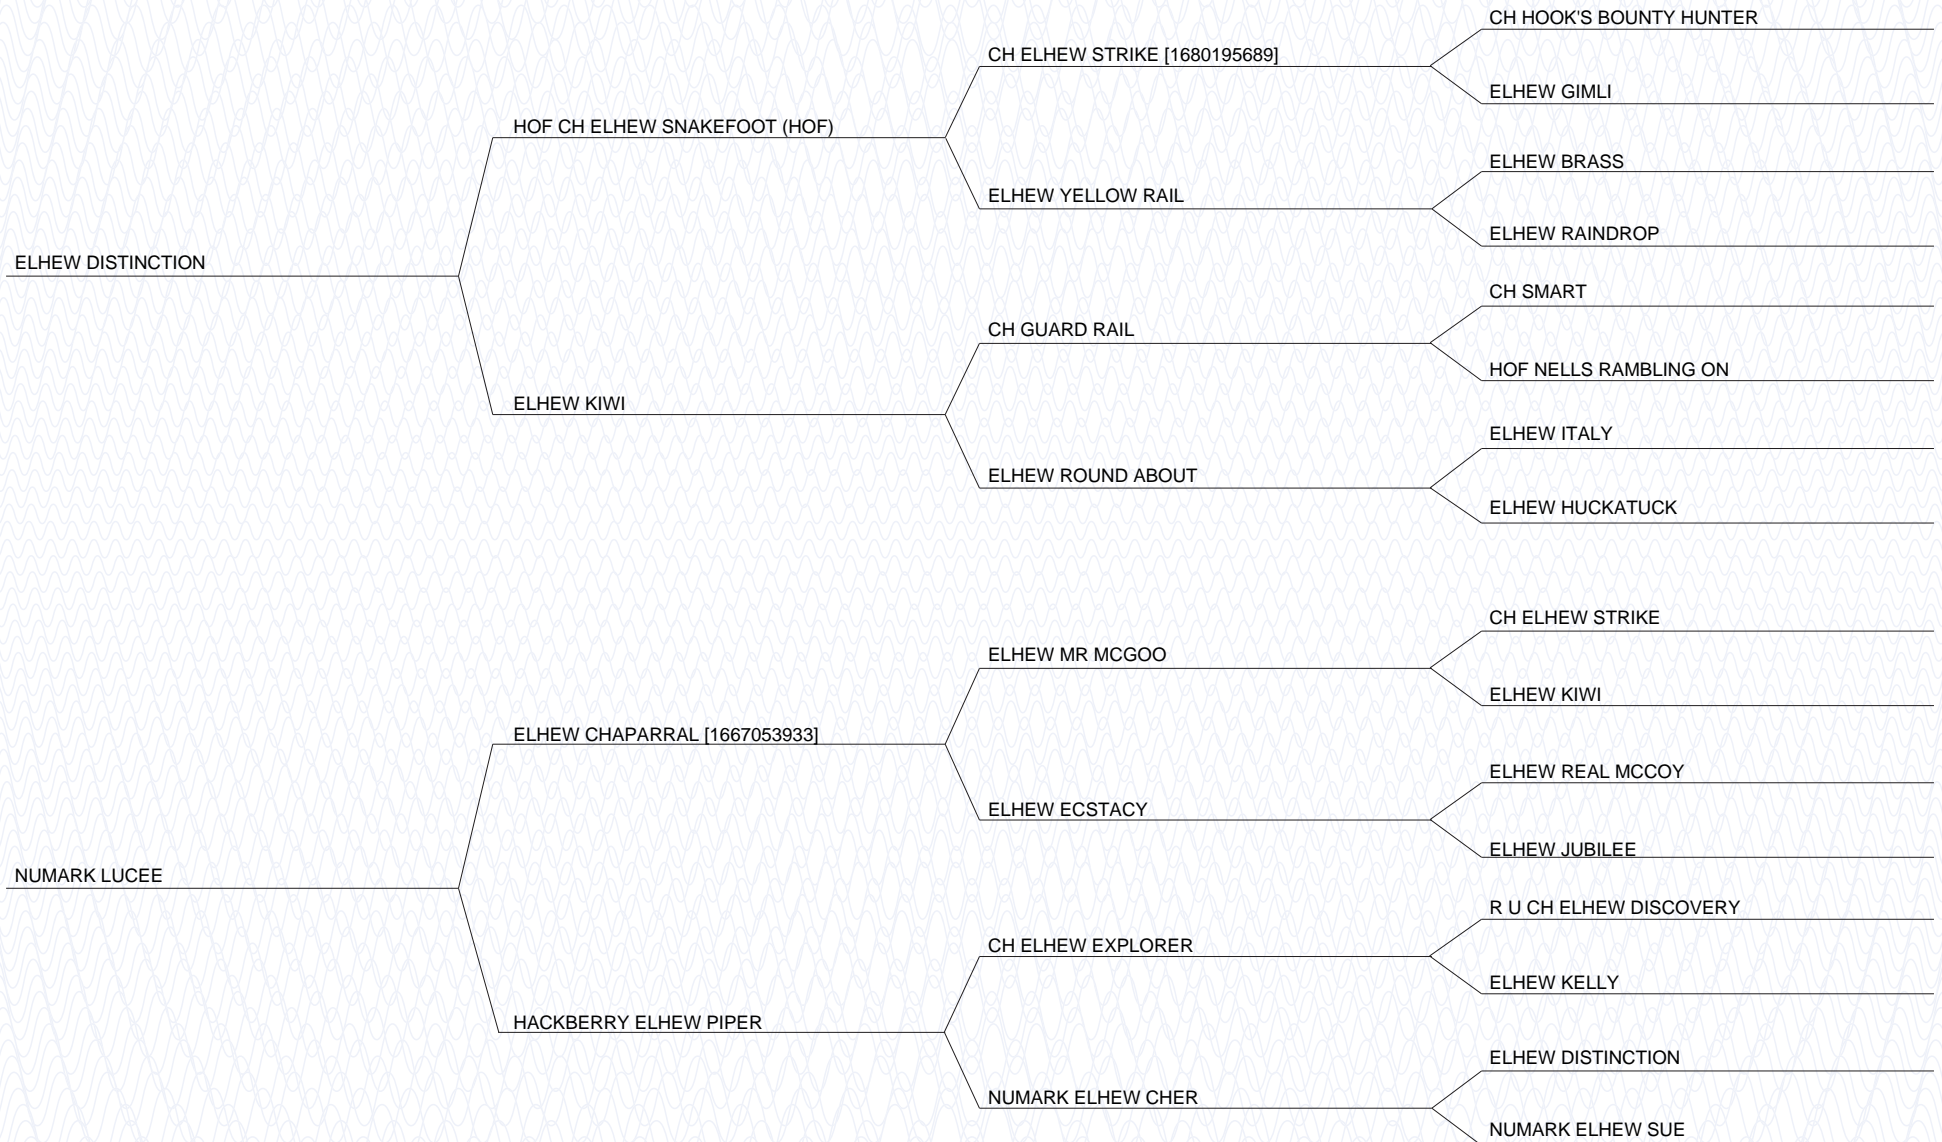 CH HOOK'S BOUNTY HUNTER
CH ELHEW STRIKE [1680195689]
ELHEW GIMLI
HOF CH ELHEW SNAKEFOOT (HOF)
ELHEW BRASS
ELHEW YELLOW RAIL
ELHEW RAINDROP
ELHEW DISTINCTION
CH SMART
CH GUARD RAIL
HOF NELLS RAMBLING ON
ELHEW KIWI
ELHEW ITALY
ELHEW ROUND ABOUT
ELHEW HUCKATUCK
CH ELHEW STRIKE
ELHEW MR MCGOO
ELHEW KIWI
ELHEW CHAPARRAL [1667053933]
ELHEW REAL MCCOY
ELHEW ECSTACY
ELHEW JUBILEE
NUMARK LUCEE
R U CH ELHEW DISCOVERY
CH ELHEW EXPLORER
ELHEW KELLY
HACKBERRY ELHEW PIPER
ELHEW DISTINCTION
NUMARK ELHEW CHER
NUMARK ELHEW SUE